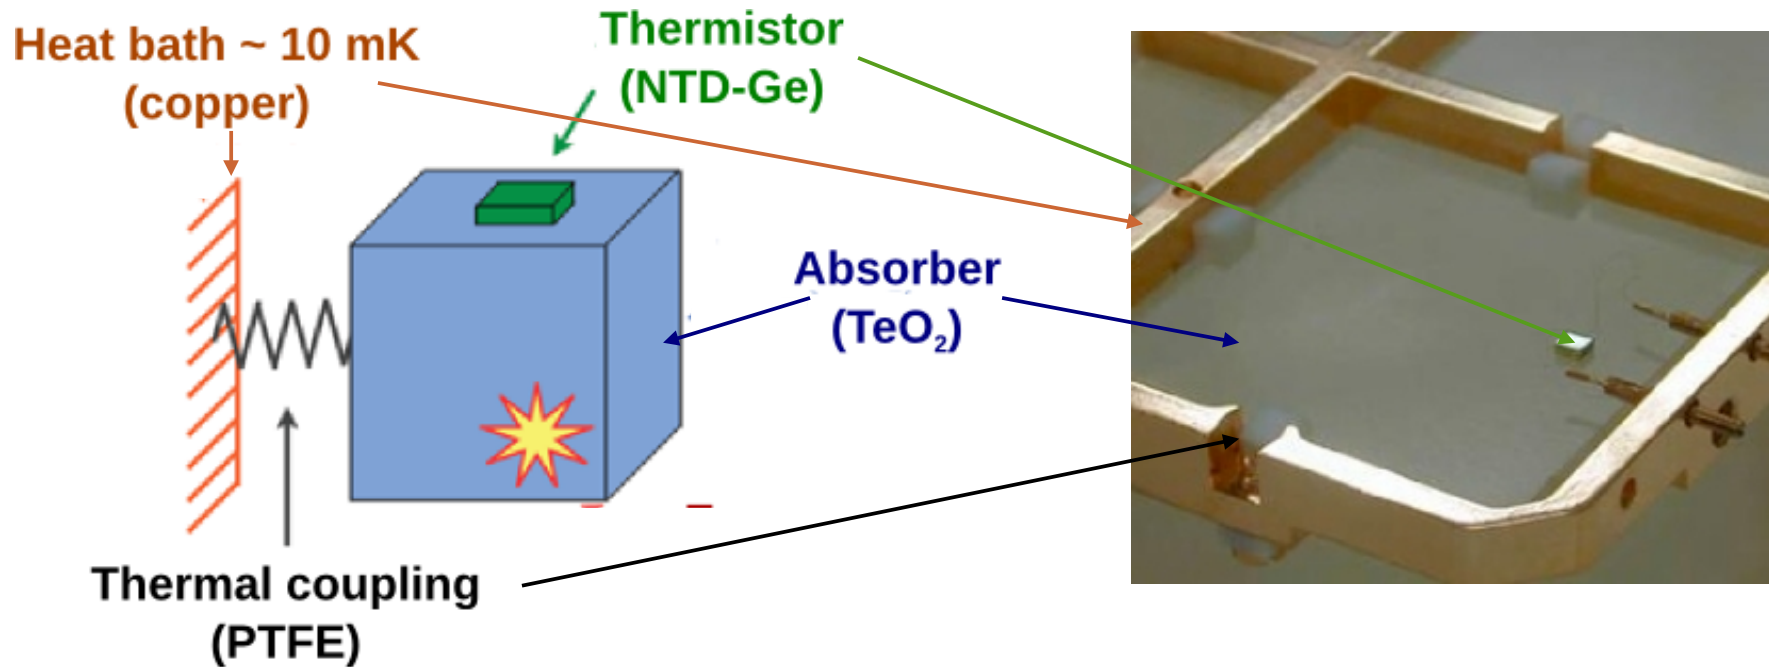 Heat bath ~ 10 mK
(copper)
Thermistor
(NTD-Ge)
Absorber
(TeO₂)
Thermal coupling
(PTFE)